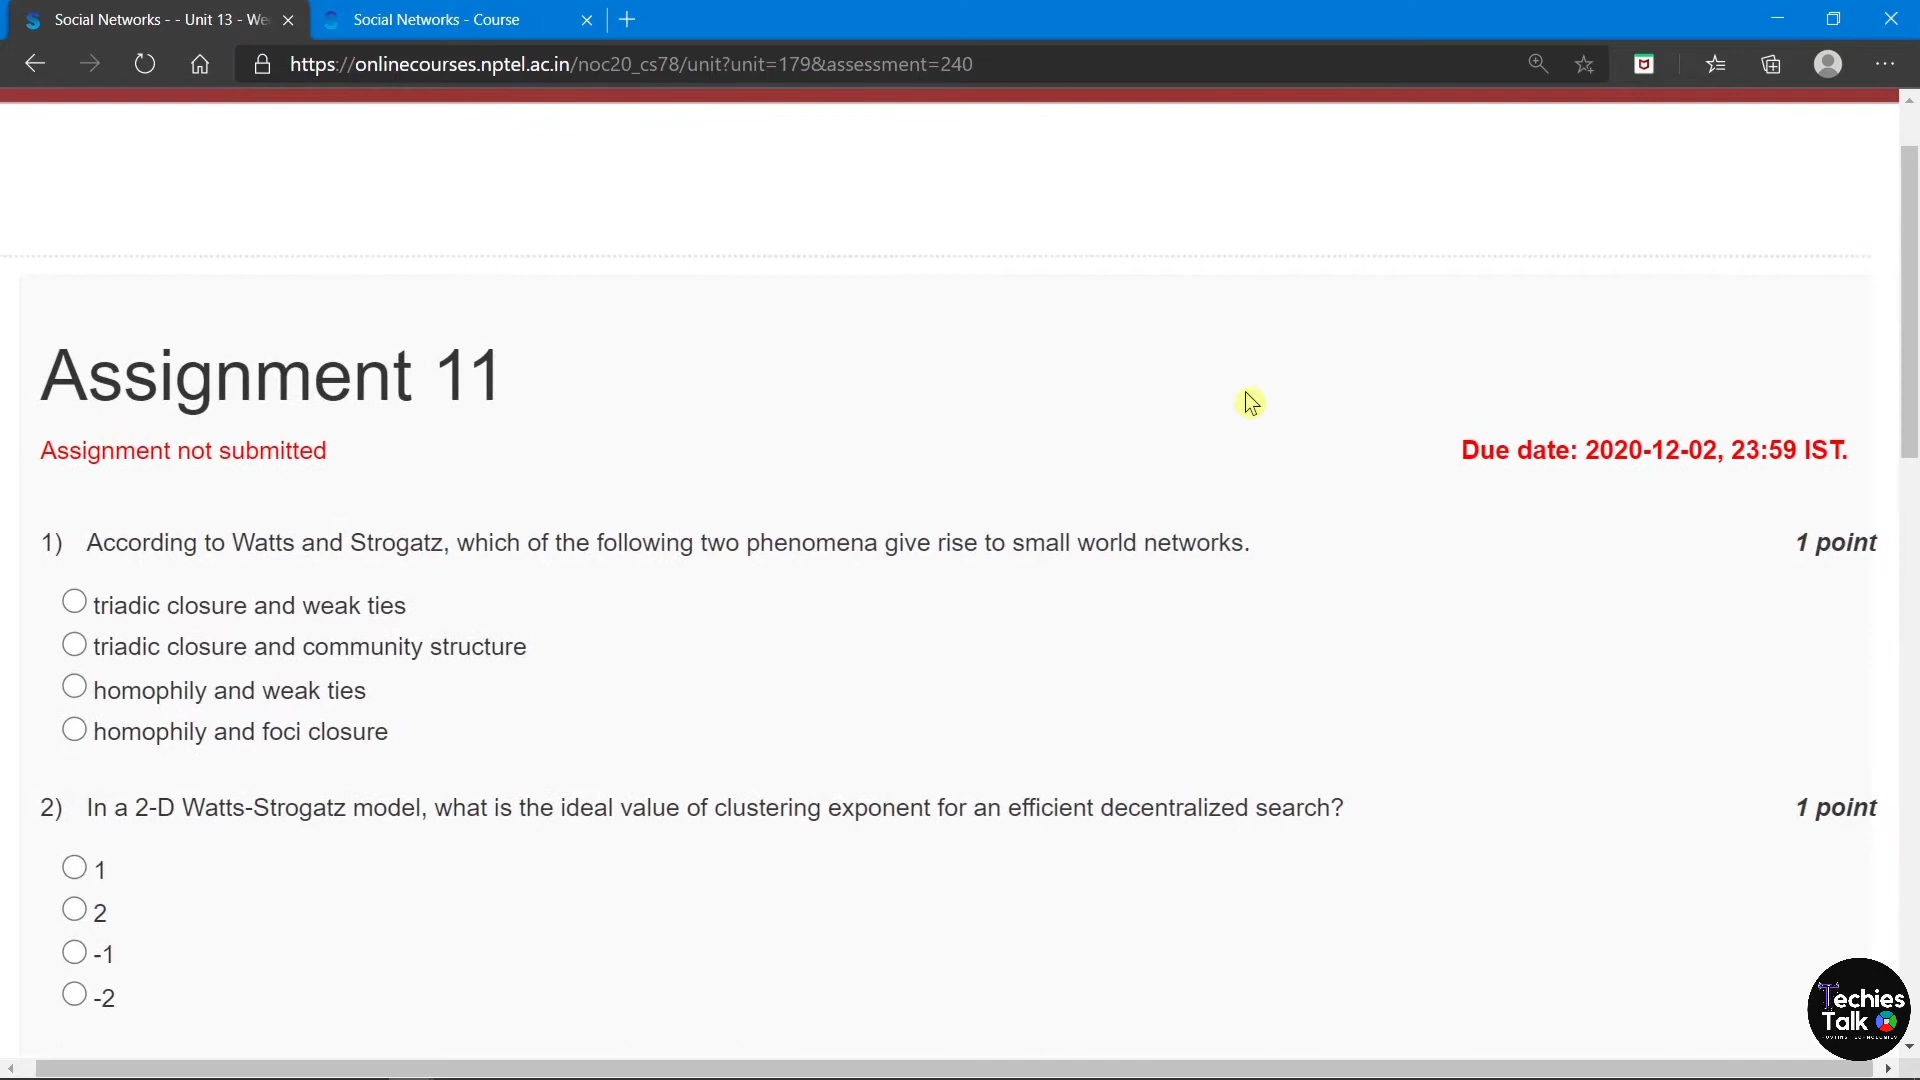 Social Networks - - Unit 13 - We
Social Networks - Course
https://onlinecourses.nptel.ac.in/noc20_cs78/unit?unit=179&assessment=240
Assignment 11
Assignment not submitted
Due date: 2020-12-02, 23:59 IST.
1) According to Watts and Strogatz, which of the following two phenomena give rise to small world networks.
1 point
triadic closure and weak ties
triadic closure and community structure
homophily and weak ties
homophily and foci closure
2) In a 2-D Watts-Strogatz model, what is the ideal value of clustering exponent for an efficient decentralized search?
1 point
1
2
-1
-2
Techies
Talk